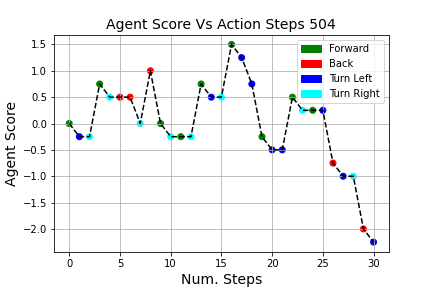 Agent Score Vs Action Steps 504
Agent Score
1.5
1.0
0.5
0.0
−0.5
−1.0
−1.5
−2.0
Forward
Back
Turn Left
Turn Right
0 5 10 15 20 25 30
Num. Steps